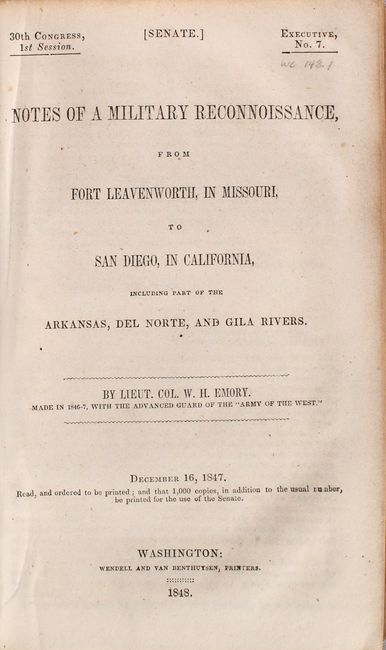 30th Congress,
1st Session.
[SENATE.]
Executive,
No. 7.
WC 148.1
NOTES OF A MILITARY RECONNOISSANCE,
FROM
FORT LEAVENWORTH, IN MISSOURI,
TO
SAN DIEGO, IN CALIFORNIA,
INCLUDING PART OF THE
ARKANSAS, DEL NORTE, AND GILA RIVERS.
BY LIEUT. COL. W. H. EMORY.
MADE IN 1846-7, WITH THE ADVANCED GUARD OF THE "ARMY OF THE WEST."
December 16, 1847.
Read, and ordered to be printed; and that 1,000 copies, in addition to the usual number,
be printed for the use of the Senate.
WASHINGTON:
WENDELL AND VAN BENTHUYSEN, PRINTERS.
1848.